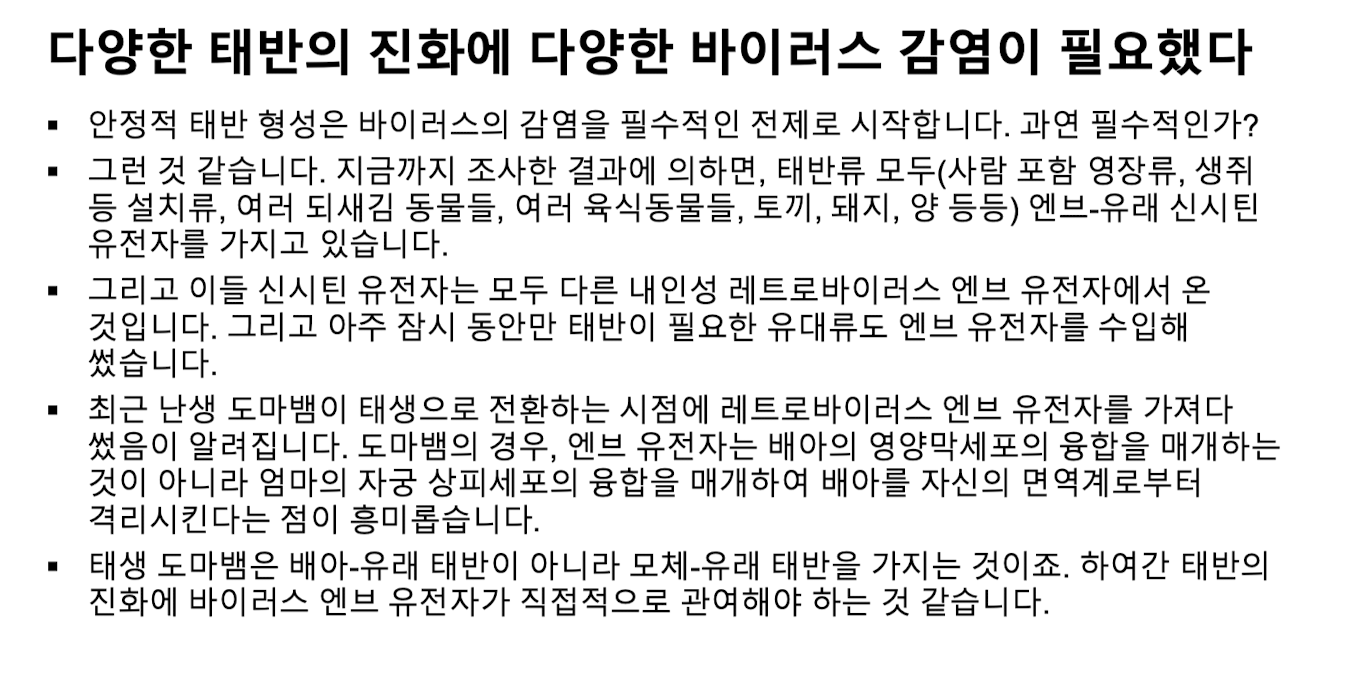 다양한 태반의 진화에 다양한 바이러스 감염이 필요했다
▪ 안정적 태반 형성은 바이러스의 감염을 필수적인 전제로 시작합니다. 과연 필수적인가?
▪ 그런 것 같습니다. 지금까지 조사한 결과에 의하면, 태반류 모두(사람 포함 영장류, 생쥐
등 설치류, 여러 되새김 동물들, 여러 육식동물들, 토끼, 돼지, 양 등등) 엔브-유래 신시틴
유전자를 가지고 있습니다.
▪ 그리고 이들 신시틴 유전자는 모두 다른 내인성 레트로바이러스 엔브 유전자에서 온
것입니다. 그리고 아주 잠시 동안만 태반이 필요한 유대류도 엔브 유전자를 수입해
썼습니다.
▪ 최근 난생 도마뱀이 태생으로 전환하는 시점에 레트로바이러스 엔브 유전자를 가져다
썼음이 알려집니다. 도마뱀의 경우, 엔브 유전자는 배아의 영양막세포의 융합을 매개하는
것이 아니라 엄마의 자궁 상피세포의 융합을 매개하여 배아를 자신의 면역계로부터
격리시킨다는 점이 흥미롭습니다.
▪ 태생 도마뱀은 배아-유래 태반이 아니라 모체-유래 태반을 가지는 것이죠. 하여간 태반의
진화에 바이러스 엔브 유전자가 직접적으로 관여해야 하는 것 같습니다.